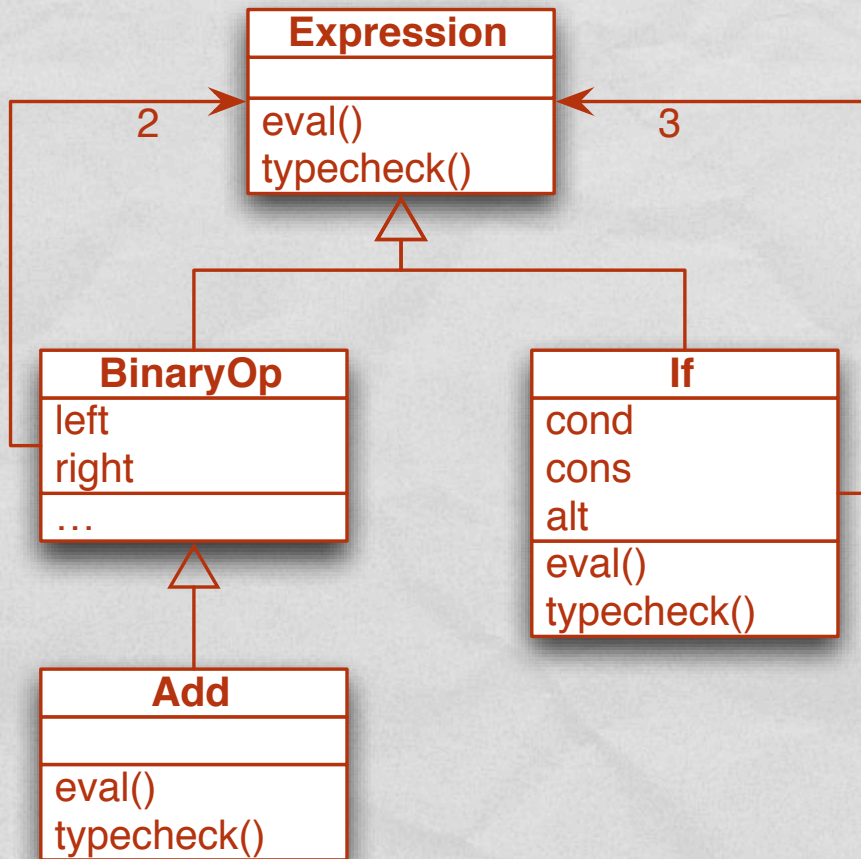 Expression
2
3
eval()
typecheck()
BinaryOp
left
right
…
If
cond
cons
alt
eval()
typecheck()
Add
eval()
typecheck()